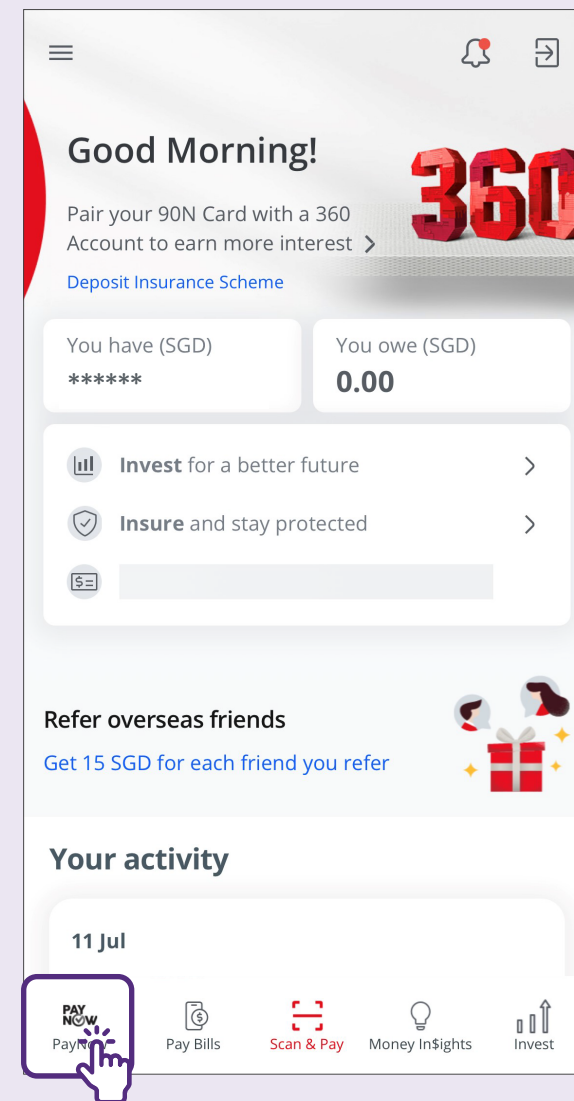 Good Morning!
360
Pair your 90N Card with a 360
Account to earn more interest
Deposit Insurance Scheme
You have (SGD)
******
You owe (SGD)
0.00
Invest for a better future
Insure and stay protected
Refer overseas friends
Get 15 SGD for each friend you refer
Your activity
11 Jul
PAY
NOW
PayNow
Pay Bills
Scan & Pay
Money In$ights
Invest